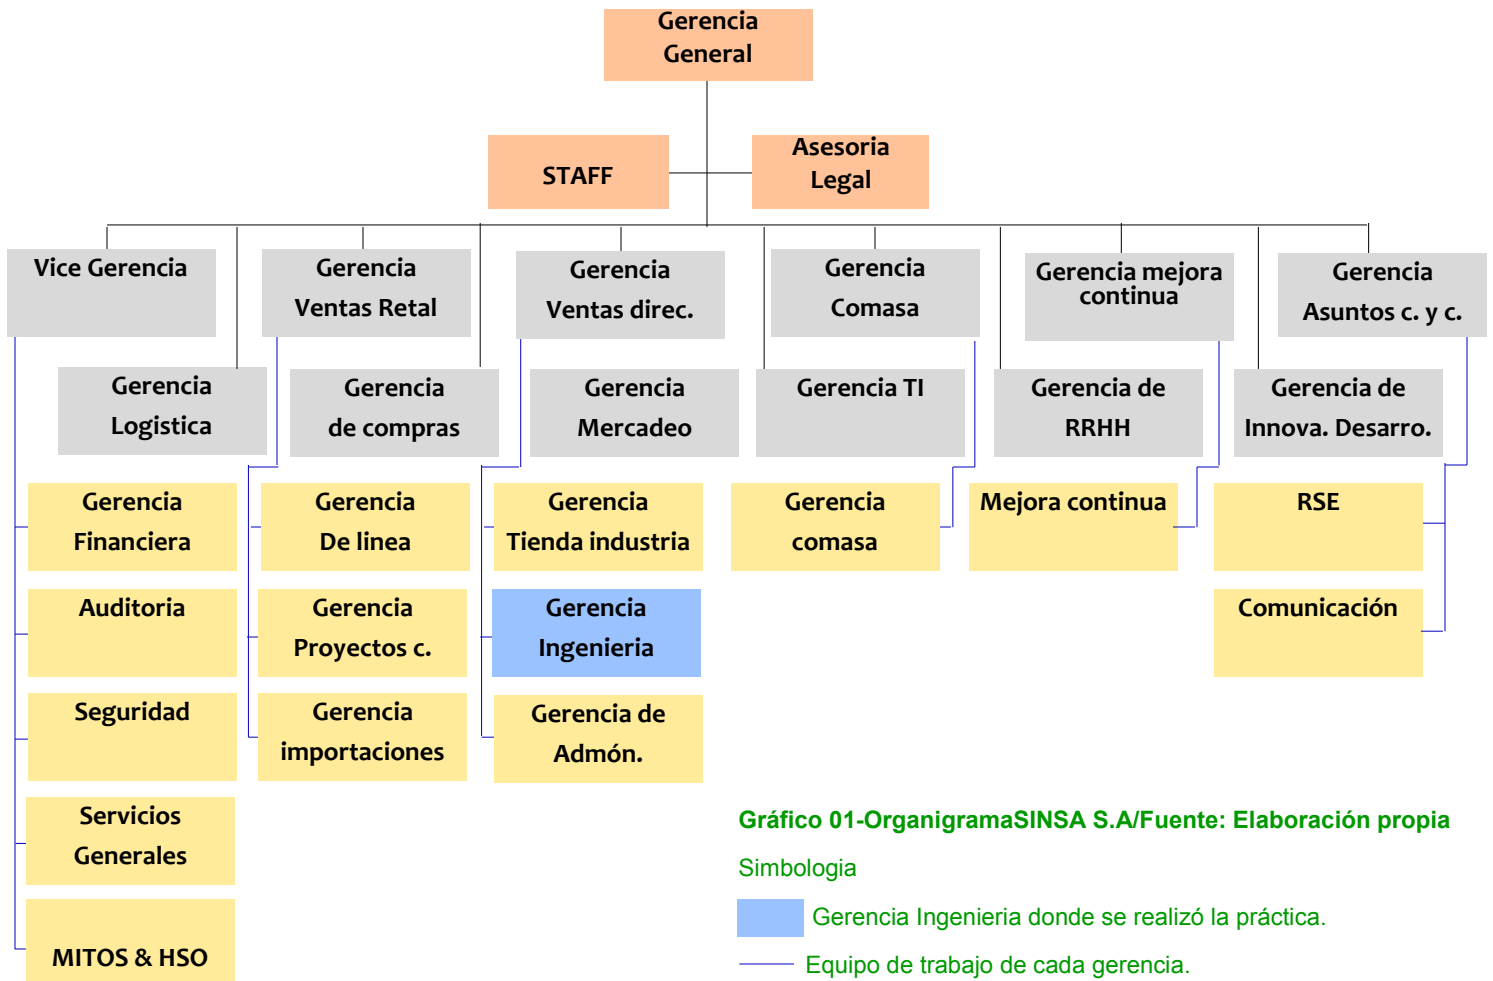 Gerencia
General
STAFF
Asesoria
Legal
Vice Gerencia
Gerencia
Ventas Retal
Gerencia
Ventas direc.
Gerencia
Comasa
Gerencia mejora
continua
Gerencia
Asuntos c. y c.
Gerencia
Logistica
Gerencia
de compras
Gerencia
Mercadeo
Gerencia TI
Gerencia de
RRHH
Gerencia de
Innova. Desarro.
Gerencia
Financiera
Gerencia
De linea
Gerencia
Tienda industria
Gerencia
comasa
Mejora continua
RSE
Auditoria
Gerencia
Proyectos c.
Gerencia
Ingenieria
Comunicación
Seguridad
Gerencia
importaciones
Gerencia de
Admón.
Servicios
Generales
MITOS & HSO
Gráfico 01-OrganigramaSINSA S.A/Fuente: Elaboración propia
Simbologia
Gerencia Ingenieria donde se realizó la práctica.
Equipo de trabajo de cada gerencia.